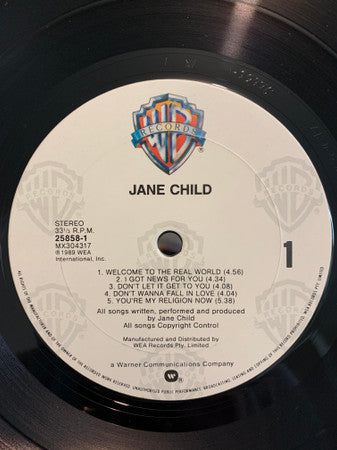 WB
RECORDS
JANE CHILD
STEREO
33⅓ R.P.M.
25858-1
MX304317
℗ 1989 WEA
International, Inc.
1
1. WELCOME TO THE REAL WORLD (4.56)
2. I GOT NEWS FOR YOU (4.34)
3. DON'T LET IT GET TO YOU (4.08)
4. DON'T WANNA FALL IN LOVE (4.04)
5. YOU'RE MY RELIGION NOW (5.38)
All songs written, performed and produced
by Jane Child
All songs Copyright Control
Manufactured and Distributed by
WEA Records Pty. Limited
a Warner Communications Company